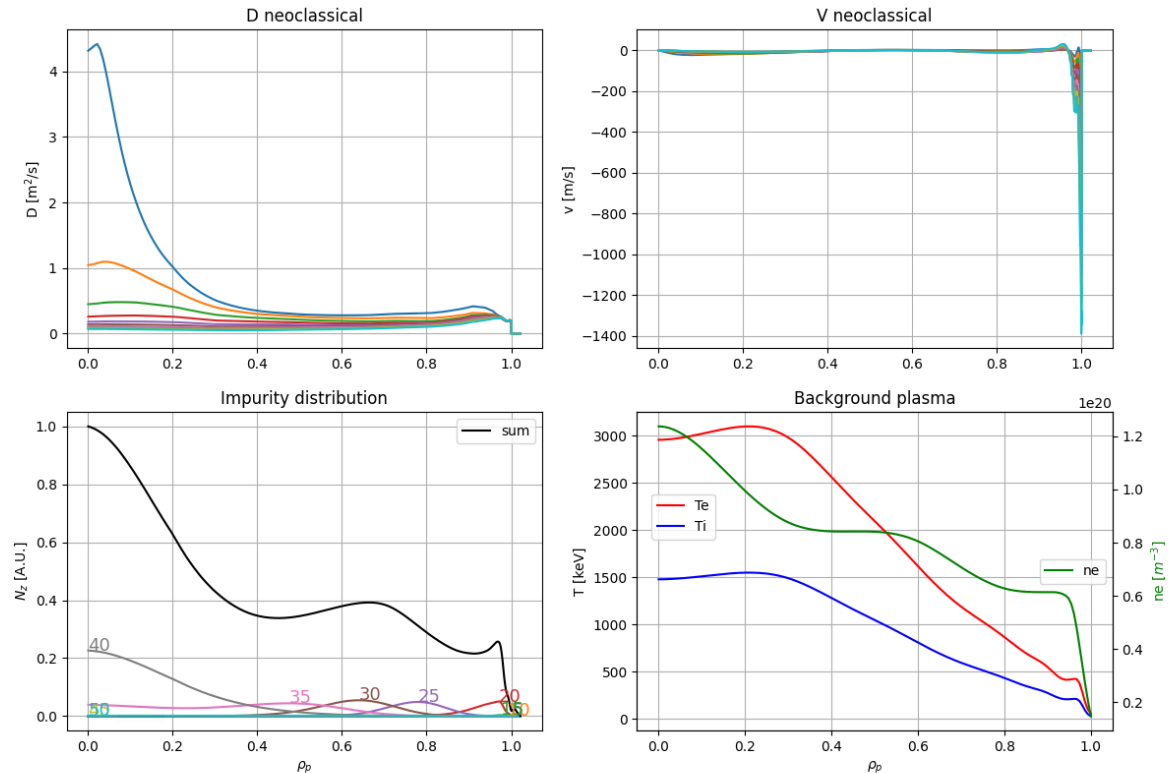 D neoclassical
D [m²/s]
4
3
2
1
0
0.0 0.2 0.4 0.6 0.8 1.0
V neoclassical
v [m/s]
0
−200
−400
−600
−800
−1000
−1200
−1400
0.0 0.2 0.4 0.6 0.8 1.0
Impurity distribution
N_z [A.U.]
1.0
0.8
0.6
0.4
0.2
0.0
sum
40
35
30
25
20
50
0.0 0.2 0.4 0.6 0.8 1.0
ρ_p
Background plasma
1e20
T [keV]
3000
2500
2000
1500
1000
500
0
Te
Ti
ne
1.2
1.0
0.8
0.6
0.4
0.2
ne [m⁻³]
0.0 0.2 0.4 0.6 0.8 1.0
ρ_p